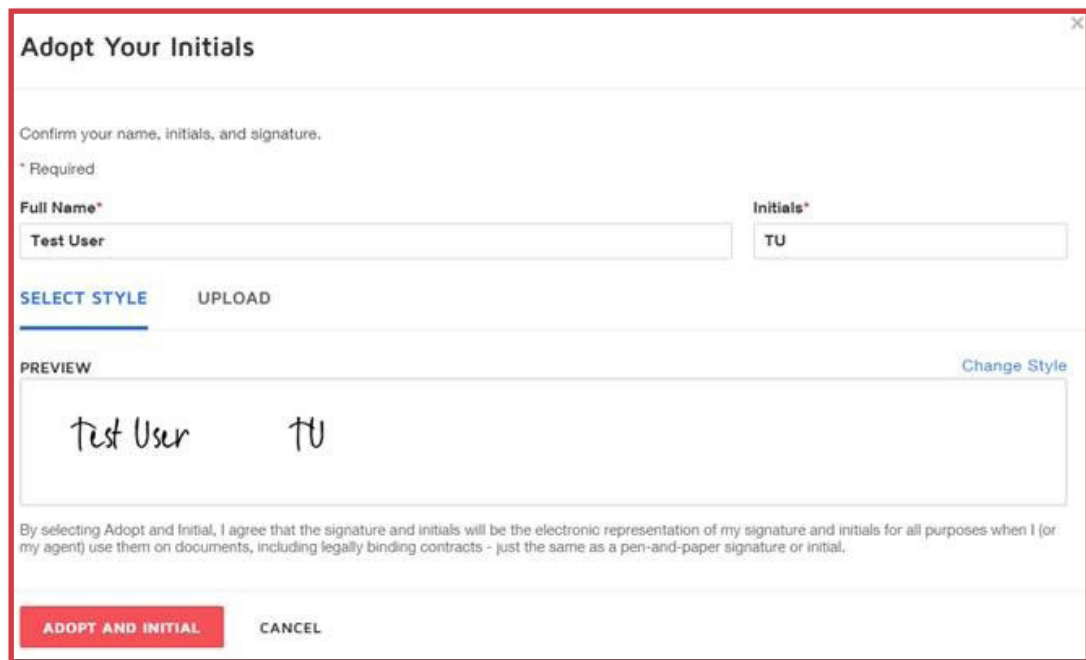 ×
Adopt Your Initials
Confirm your name, initials, and signature.
* Required
Full Name* Initials*
Test User TU
SELECT STYLE UPLOAD
PREVIEW Change Style
Test User TU
By selecting Adopt and Initial, I agree that the signature and initials will be the electronic representation of my signature and initials for all purposes when I (or
my agent) use them on documents, including legally binding contracts - just the same as a pen-and-paper signature or initial.
ADOPT AND INITIAL CANCEL